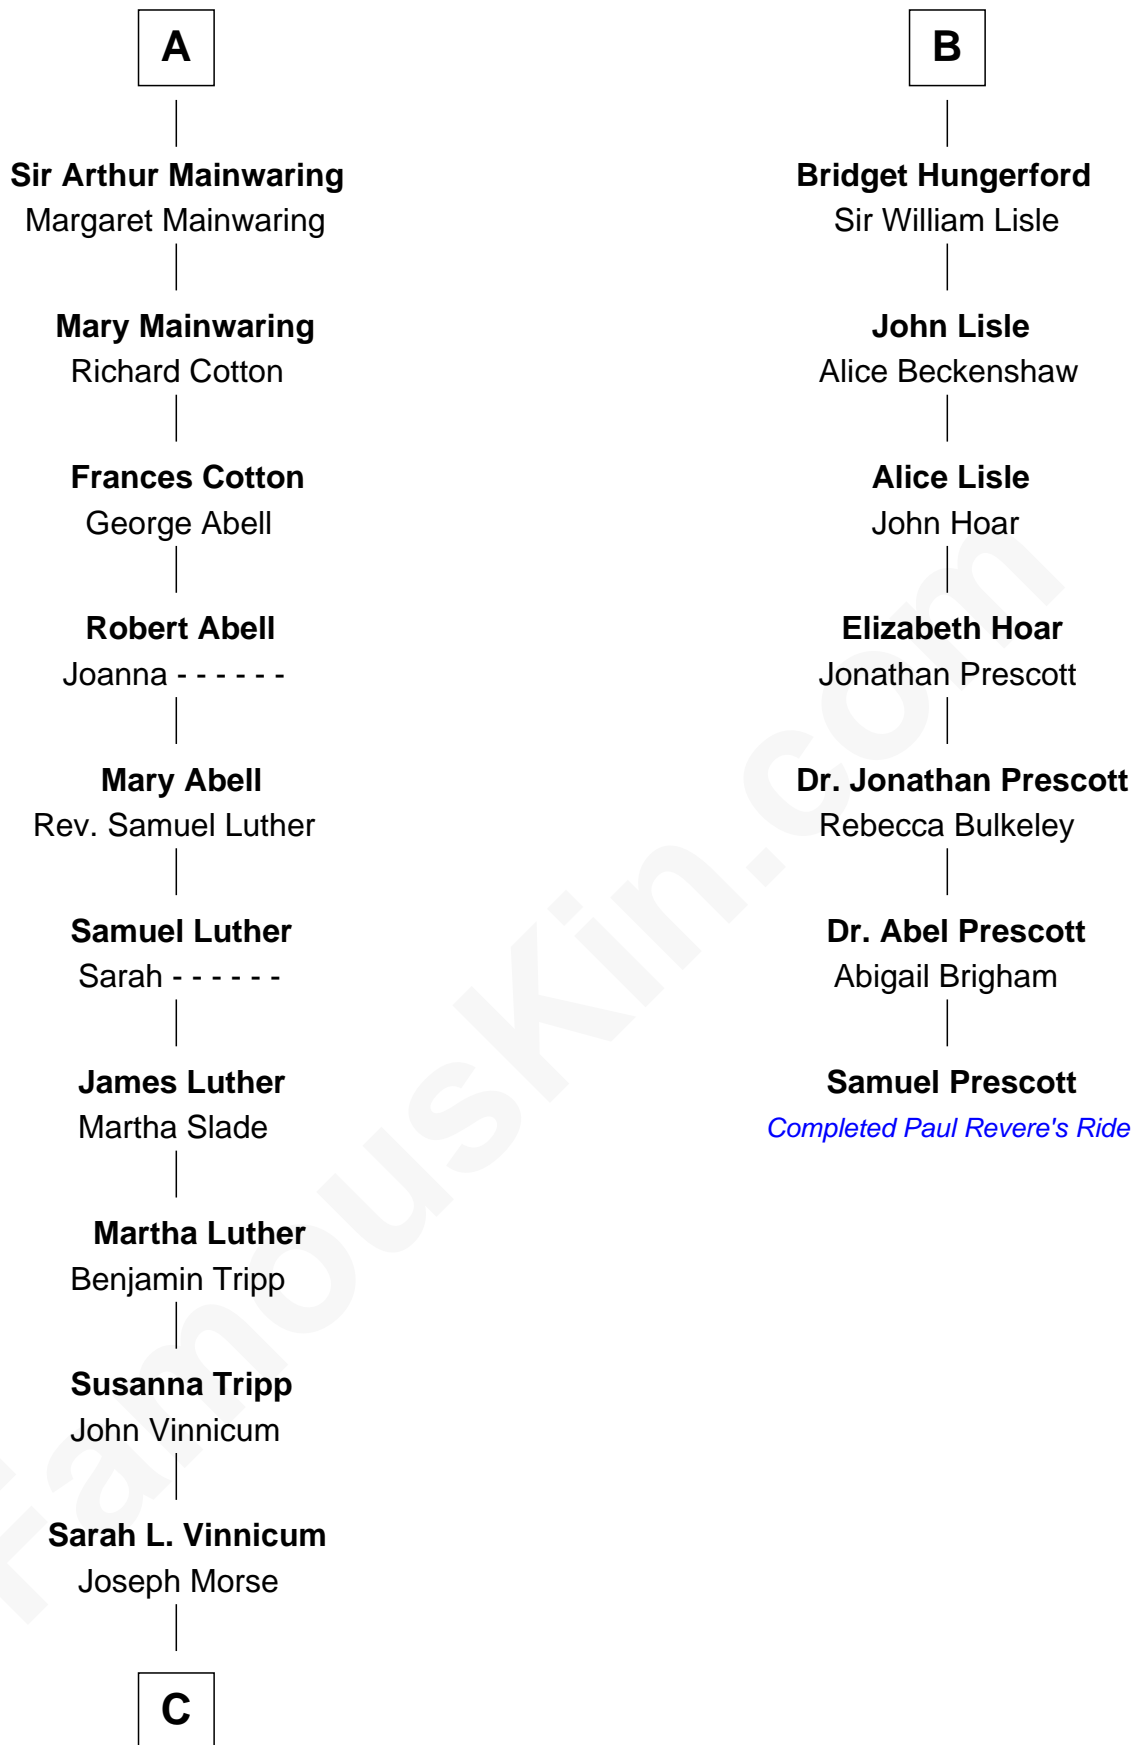 A
Sir Arthur Mainwaring
Margaret Mainwaring
Mary Mainwaring
Richard Cotton
Frances Cotton
George Abell
Robert Abell
Joanna - - - - - -
Mary Abell
Rev. Samuel Luther
Samuel Luther
Sarah - - - - - -
James Luther
Martha Slade
Martha Luther
Benjamin Tripp
Susanna Tripp
John Vinnicum
Sarah L. Vinnicum
Joseph Morse
C
B
Bridget Hungerford
Sir William Lisle
John Lisle
Alice Beckenshaw
Alice Lisle
John Hoar
Elizabeth Hoar
Jonathan Prescott
Dr. Jonathan Prescott
Rebecca Bulkeley
Dr. Abel Prescott
Abigail Brigham
Samuel Prescott
Completed Paul Revere's Ride
FamousKin.com